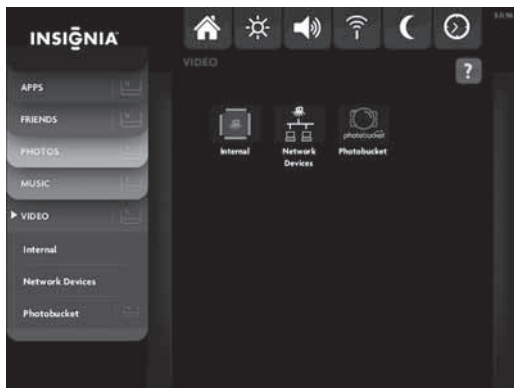 INSIGNIA
VIDEO
?
APPS
FRIENDS
PHOTOS
MUSIC
VIDEO
Internal
Network Devices
Photobucket
photobucket
Internal
Network
Devices
Photobucket